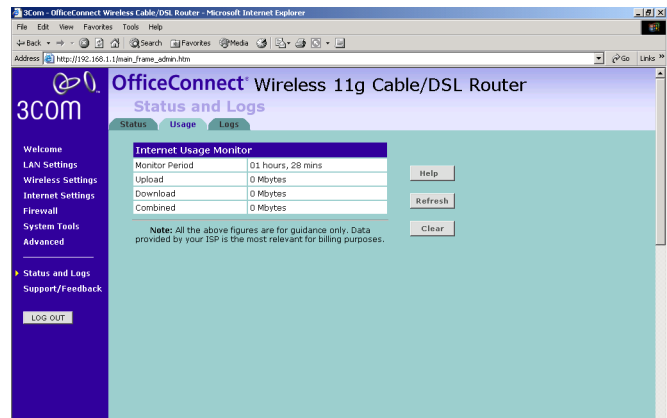 3Com - OfficeConnect Wireless Cable/DSL Router - Microsoft Internet Explorer
File Edit View Favorites Tools Help
Back Search Favorites Media
Address http://192.168.1.1/main_frame_admin.htm Go Links »
3COM
OfficeConnect® Wireless 11g Cable/DSL Router
Status and Logs
Status Usage Logs
Welcome
LAN Settings
Wireless Settings
Internet Settings
Firewall
System Tools
Advanced
Status and Logs
Support/Feedback
LOG OUT
Internet Usage Monitor
Monitor Period 01 hours, 28 mins
Upload 0 Mbytes
Download 0 Mbytes
Combined 0 Mbytes
Note: All the above figures are for guidance only. Data
provided by your ISP is the most relevant for billing purposes.
Help
Refresh
Clear